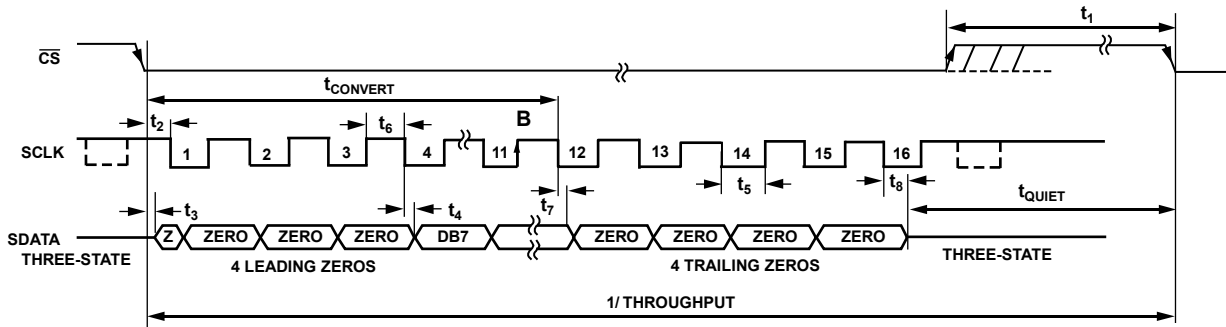 t1
CS
tCONVERT
B
t2
t6
SCLK
1 2 3 4 11 12 13 14 15 16
t5
t8
t3
t4
t7
tQUIET
SDATA
Z ZERO ZERO ZERO DB7 ZERO ZERO ZERO ZERO
THREE-STATE
4 LEADING ZEROS
4 TRAILING ZEROS
THREE-STATE
1/ THROUGHPUT